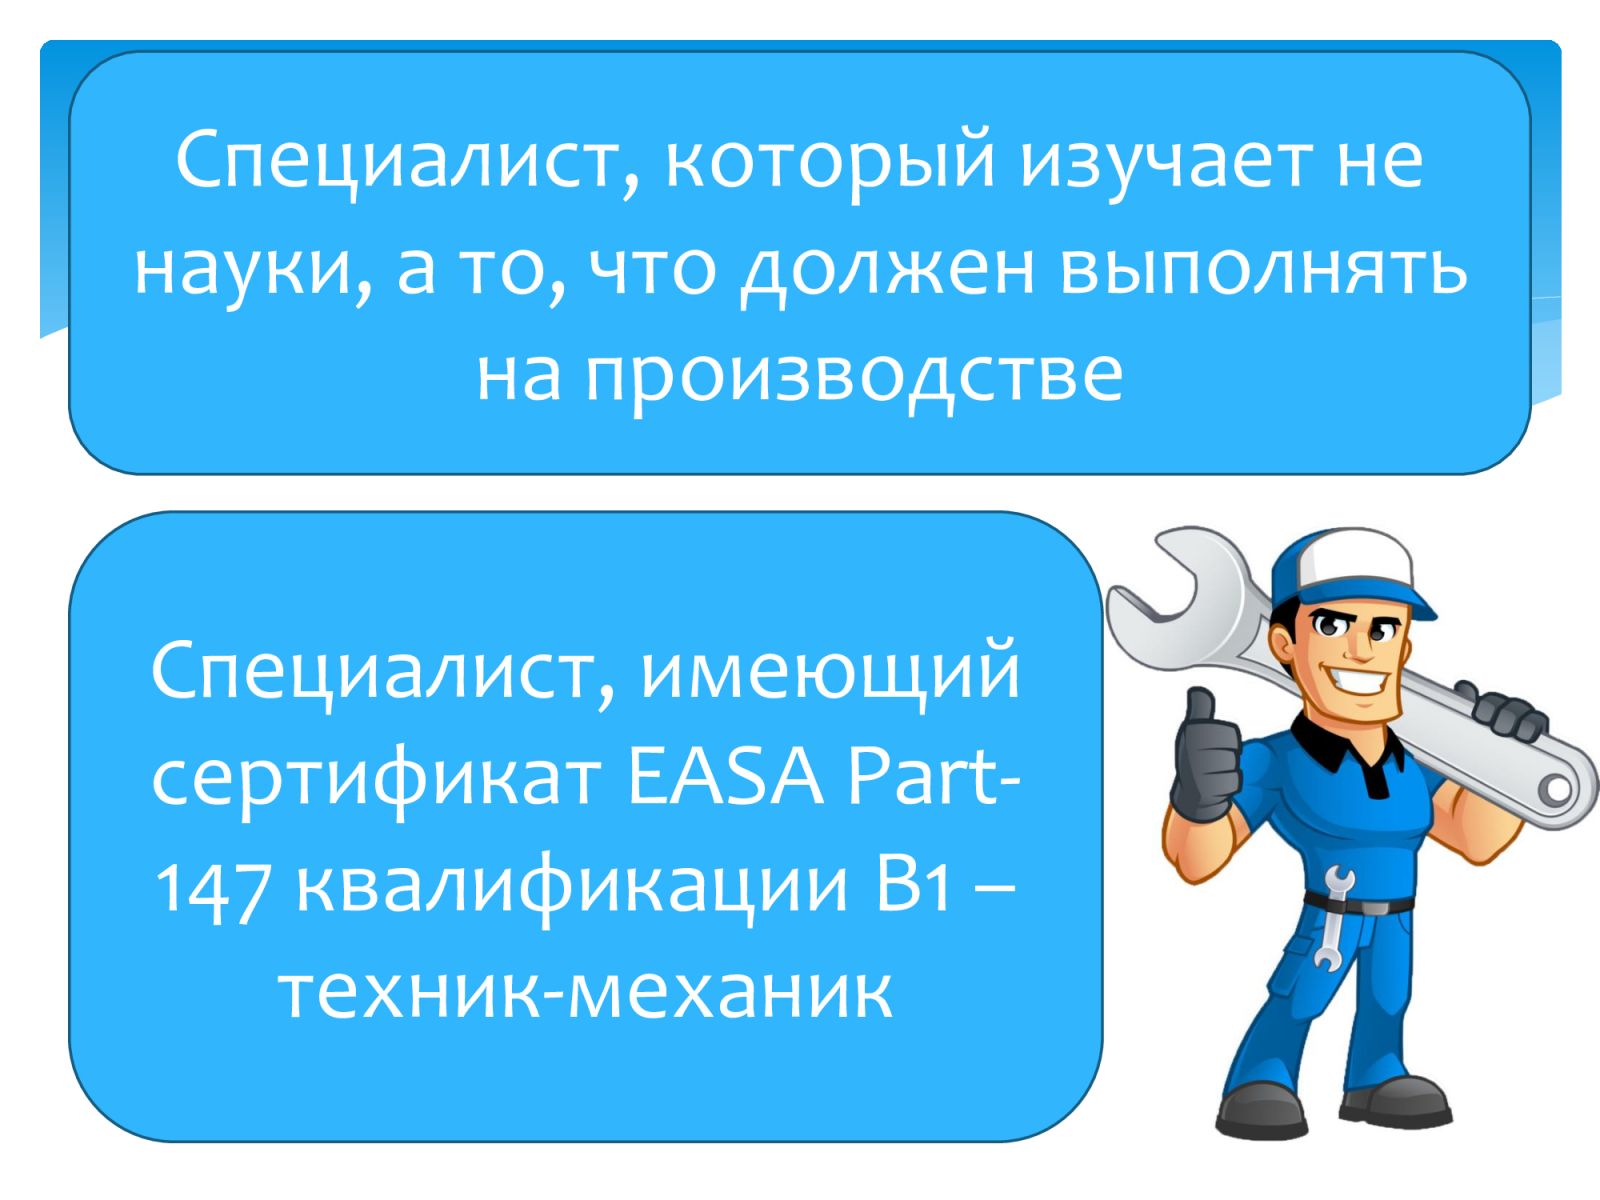 Специалист, который изучает не
науки, а то, что должен выполнять
на производстве
Специалист, имеющий
сертификат EASA Part-
147 квалификации В1 –
техник-механик